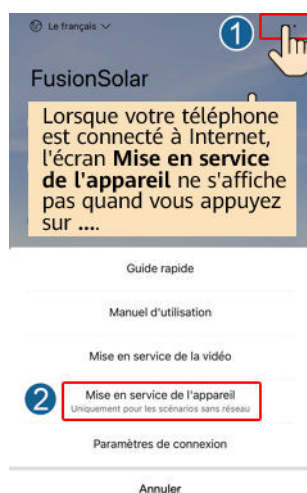 Le français
1
FusionSolar
Lorsque votre téléphone
est connecté à Internet,
l'écran Mise en service
de l'appareil ne s'affiche
pas quand vous appuyez
sur ....
Guide rapide
Manuel d'utilisation
Mise en service de la vidéo
2
Mise en service de l'appareil
Uniquement pour les scénarios sans réseau
Paramètres de connexion
Annuler